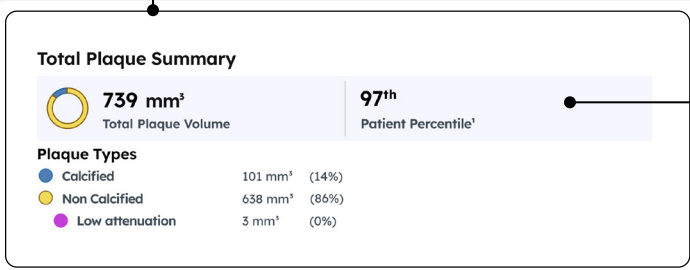 Total Plaque Summary
739 mm³
Total Plaque Volume
97th
Patient Percentile¹
Plaque Types
Calcified 101 mm³ (14%)
Non Calcified 638 mm³ (86%)
Low attenuation 3 mm³ (0%)